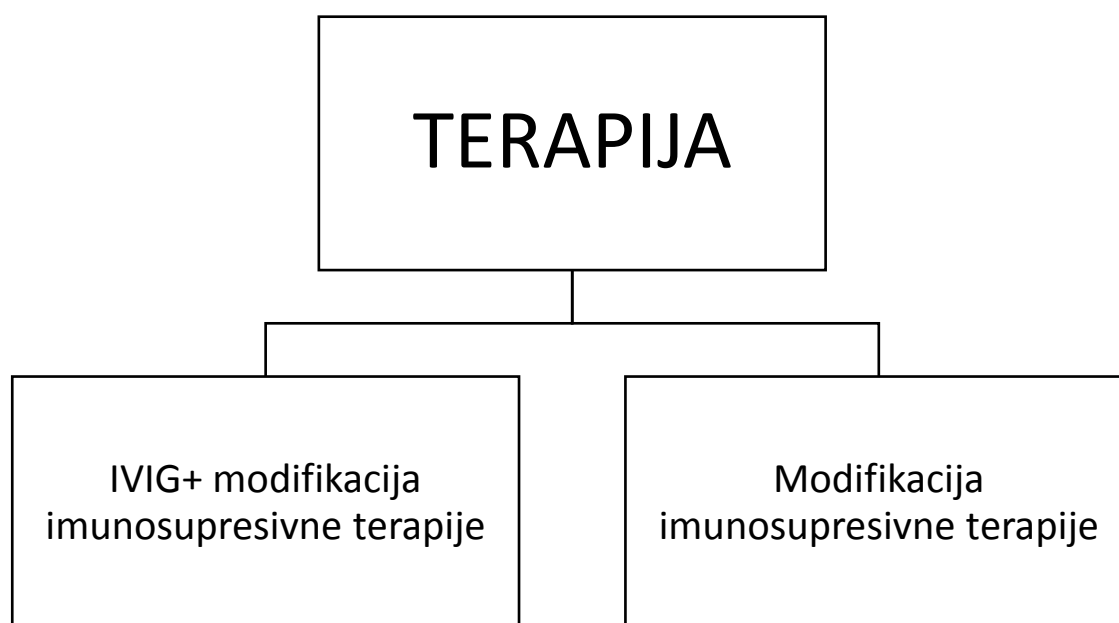 TERAPIJA
IVIG+ modifikacija
imunosupresivne terapije
Modifikacija
imunosupresivne terapije